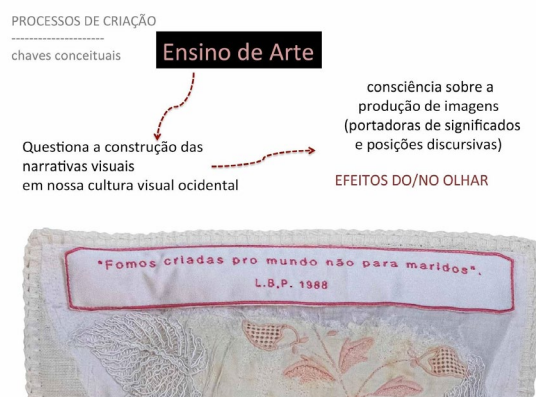 PROCESSOS DE CRIAÇÃO
---------------------
chaves conceituais
Ensino de Arte
consciência sobre a
produção de imagens
(portadoras de significados
e posições discursivas)
Questiona a construção das
narrativas visuais
em nossa cultura visual ocidental
EFEITOS DO/NO OLHAR
"Fomos criadas pro mundo não para maridos".
L.B.P. 1988